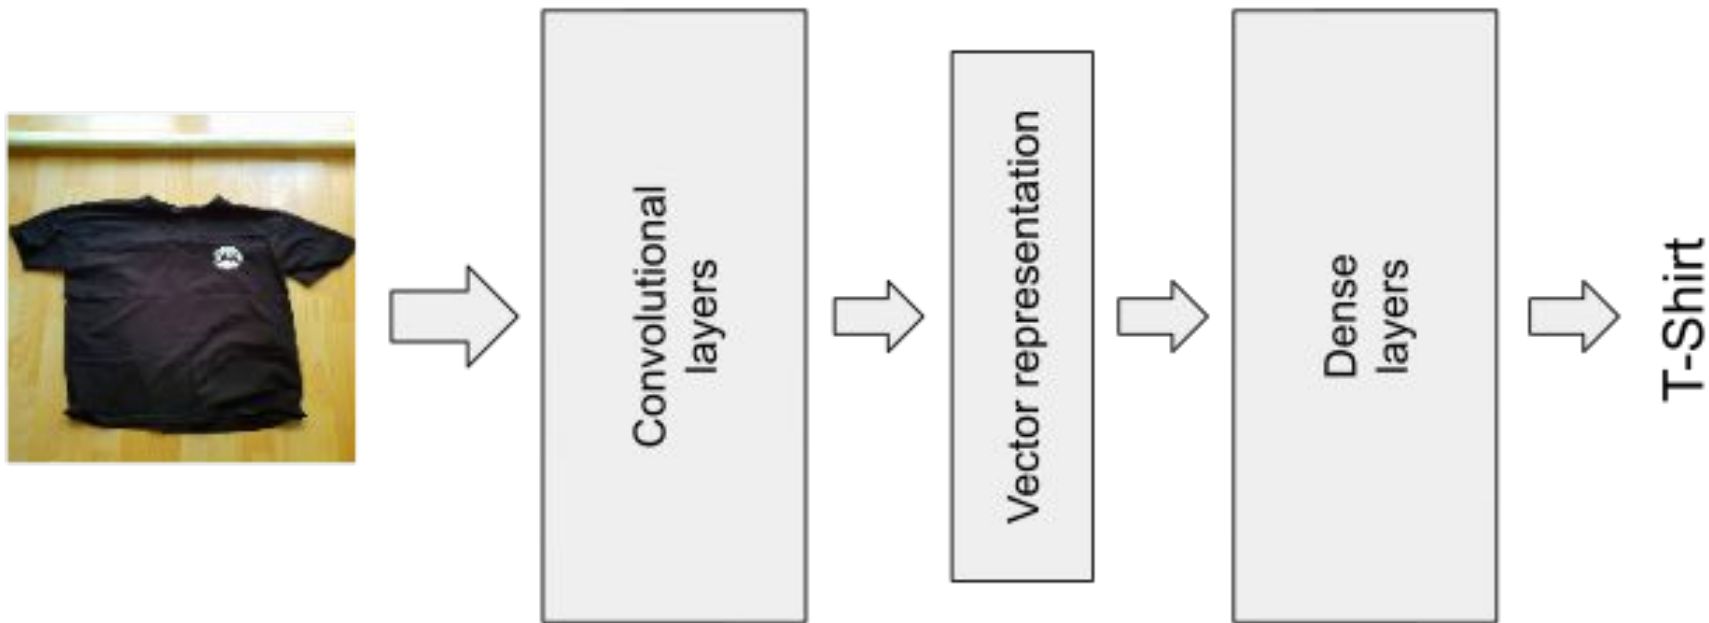 Convolutional
layers
Vector representation
Dense
layers
T-Shirt